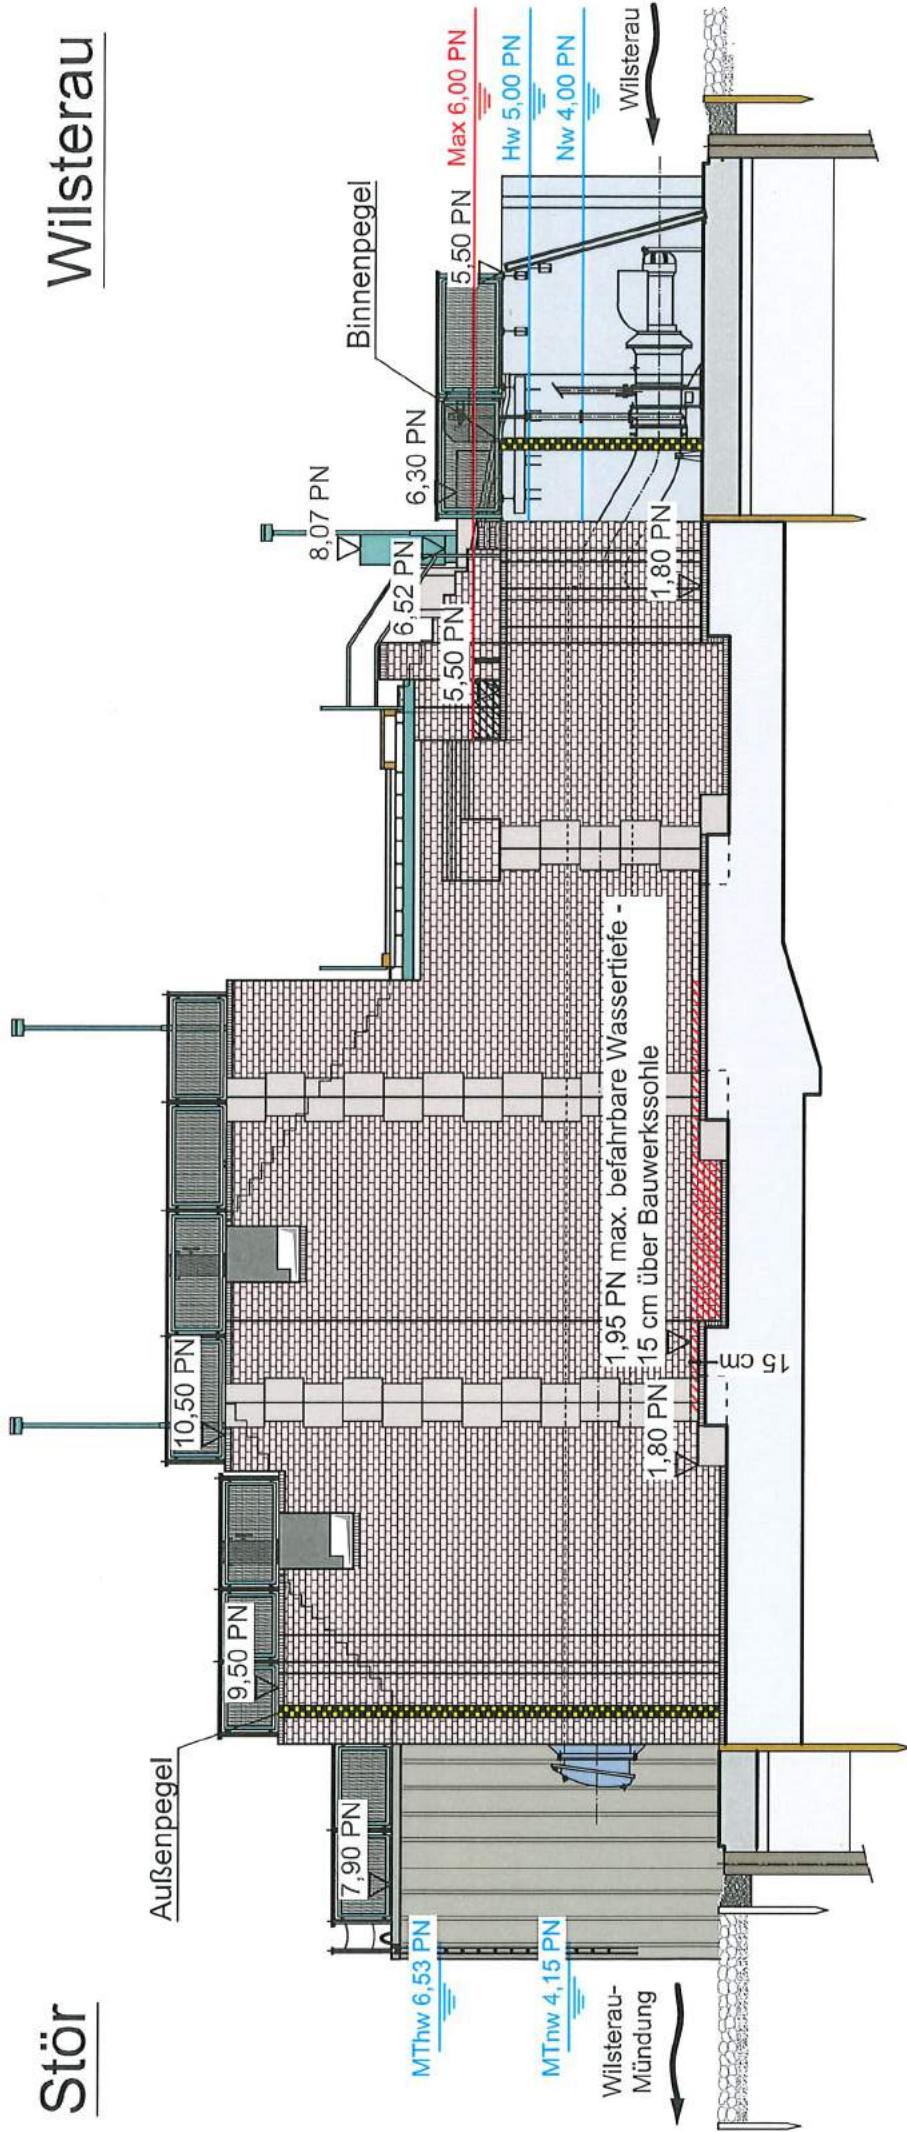 Stör
Wilsterau
Außenpegel
Binnenpegel
7,90 PN
9,50 PN
10,50 PN
8,07 PN
6,52 PN
6,30 PN
5,50 PN
5,50 PN
Max 6,00 PN
Hw 5,00 PN
Nw 4,00 PN
MThw 6,53 PN
MTnw 4,15 PN
Wilsterau-
Mündung
Wilsterau
1,80 PN
1,95 PN max. befahrbare Wassertiefe -
15 cm über Bauwerkssohle
15 cm
1,80 PN